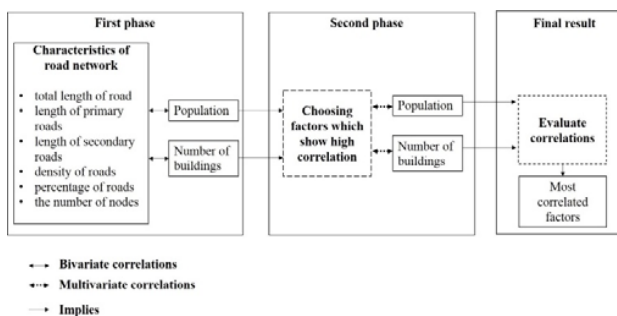 First phase
Second phase
Final result
Characteristics of
road network
• total length of road
• length of primary
roads
• length of secondary
roads
• density of roads
• percentage of roads
• the number of nodes
Population
Number of
buildings
Choosing
factors which
show high
correlation
Population
Number of
buildings
Evaluate
correlations
Most
correlated
factors
Bivariate correlations
Multivariate correlations
Implies